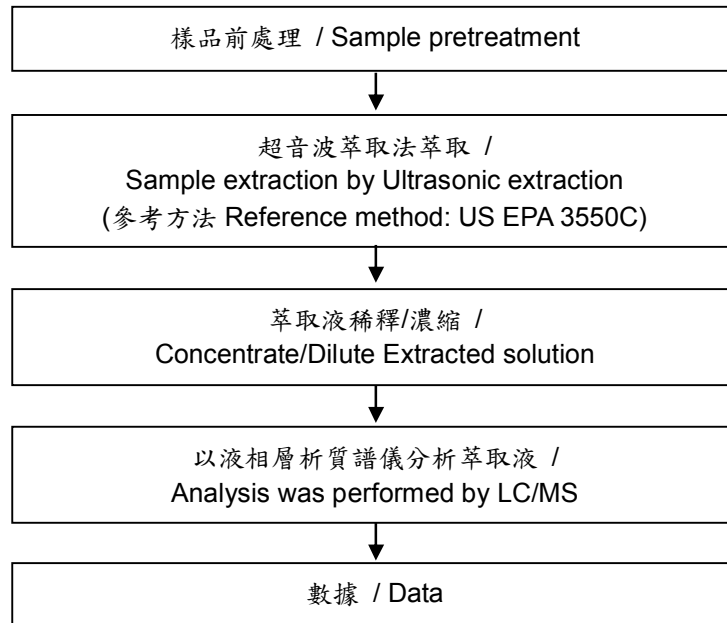 樣品前處理 / Sample pretreatment
超音波萃取法萃取 /
Sample extraction by Ultrasonic extraction
(參考方法 Reference method: US EPA 3550C)
萃取液稀釋/濃縮 /
Concentrate/Dilute Extracted solution
以液相層析質譜儀分析萃取液 /
Analysis was performed by LC/MS
數據 / Data